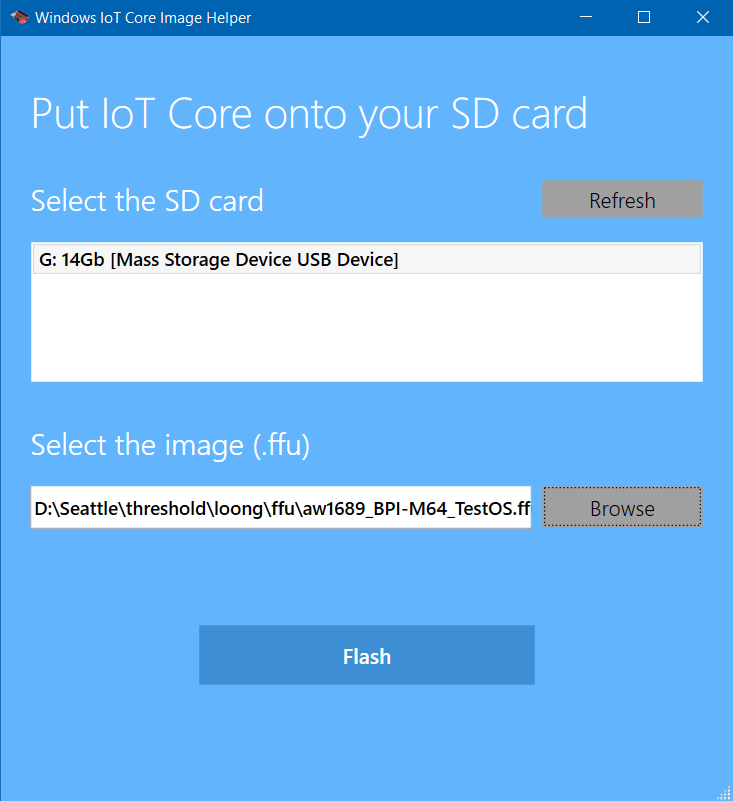 Windows IoT Core Image Helper
Put IoT Core onto your SD card
Select the SD card
Refresh
G: 14Gb [Mass Storage Device USB Device]
Select the image (.ffu)
D:\Seattle\threshold\loong\ffu\aw1689_BPI-M64_TestOS.ff
Browse
Flash